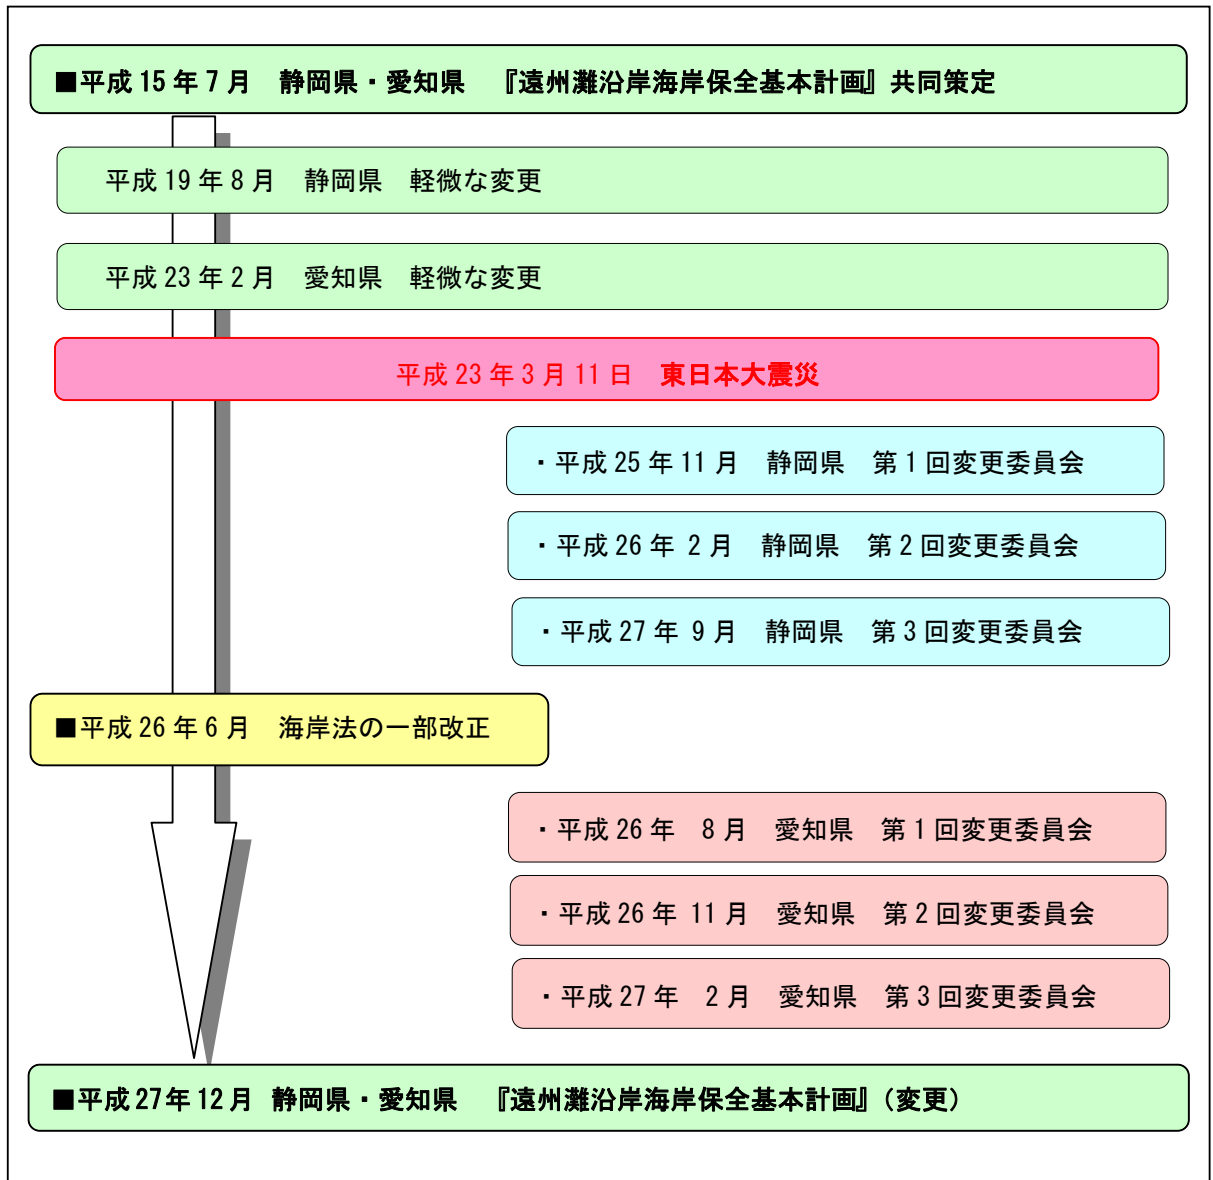 ■平成 15 年 7 月　静岡県・愛知県　『遠州灘沿岸海岸保全基本計画』共同策定
平成 19 年 8 月　静岡県　軽微な変更
平成 23 年 2 月　愛知県　軽微な変更
平成 23 年 3 月 11 日　東日本大震災
・平成 25 年 11 月　静岡県　第 1 回変更委員会
・平成 26 年 2 月　静岡県　第 2 回変更委員会
・平成 27 年 9 月　静岡県　第 3 回変更委員会
■平成 26 年 6 月　海岸法の一部改正
・平成 26 年　8 月　愛知県　第 1 回変更委員会
・平成 26 年 11 月　愛知県　第 2 回変更委員会
・平成 27 年　2 月　愛知県　第 3 回変更委員会
■平成 27 年 12 月　静岡県・愛知県　『遠州灘沿岸海岸保全基本計画』（変更）